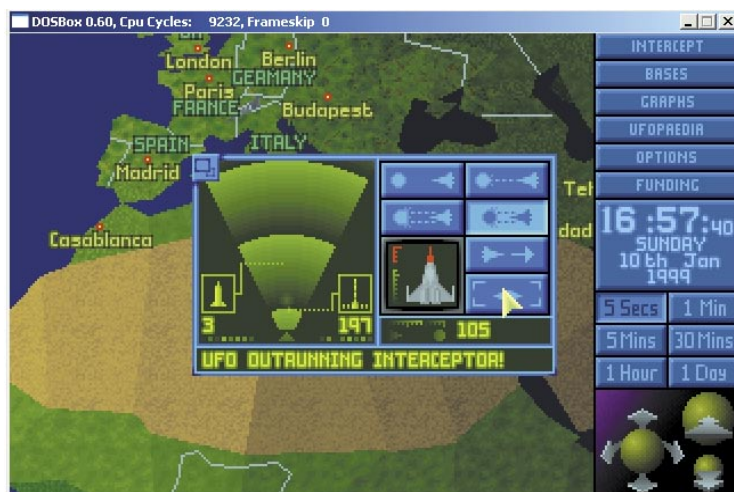 DOSBox 0.60, Cpu Cycles: 9232, Frameskip 0
London
Berlin
GERMANY
Paris
FRANCE
Budapest
SPAIN
ITALY
Madrid
Casablanca
3
197
105
UFO OUTRUNNING INTERCEPTOR!
INTERCEPT
BASES
GRAPHS
UFOPAEDIA
OPTIONS
FUNDING
16:57:40
SUNDAY
10th Jan
1999
5 Secs
1 Min
5 Mins
30 Mins
1 Hour
1 Day